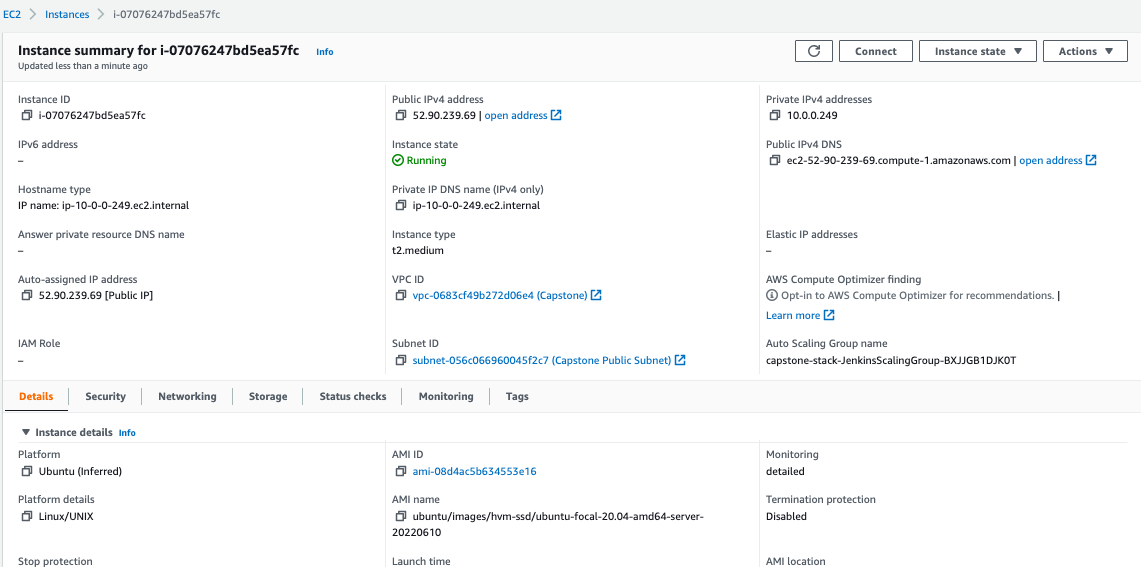 EC2 > Instances > i-07076247bd5ea57fc
Instance summary for i-07076247bd5ea57fc Info
Updated less than a minute ago
Connect
Instance state
Actions
Instance ID
i-07076247bd5ea57fc
Public IPv4 address
52.90.239.69 | open address
Private IPv4 addresses
10.0.0.249
IPv6 address
–
Instance state
Running
Public IPv4 DNS
ec2-52-90-239-69.compute-1.amazonaws.com | open address
Hostname type
IP name: ip-10-0-0-249.ec2.internal
Private IP DNS name (IPv4 only)
ip-10-0-0-249.ec2.internal
Answer private resource DNS name
–
Instance type
t2.medium
Elastic IP addresses
–
Auto-assigned IP address
52.90.239.69 [Public IP]
VPC ID
vpc-0683cf49b272d06e4 (Capstone)
AWS Compute Optimizer finding
Opt-in to AWS Compute Optimizer for recommendations. |
Learn more
IAM Role
–
Subnet ID
subnet-056c066960045f2c7 (Capstone Public Subnet)
Auto Scaling Group name
capstone-stack-JenkinsScalingGroup-BXJJGB1DJK0T
Details
Security
Networking
Storage
Status checks
Monitoring
Tags
Instance details Info
Platform
Ubuntu (Inferred)
AMI ID
ami-08d4ac5b634553e16
Monitoring
detailed
Platform details
Linux/UNIX
AMI name
ubuntu/images/hvm-ssd/ubuntu-focal-20.04-amd64-server-
20220610
Termination protection
Disabled
Stop protection
Launch time
AMI location